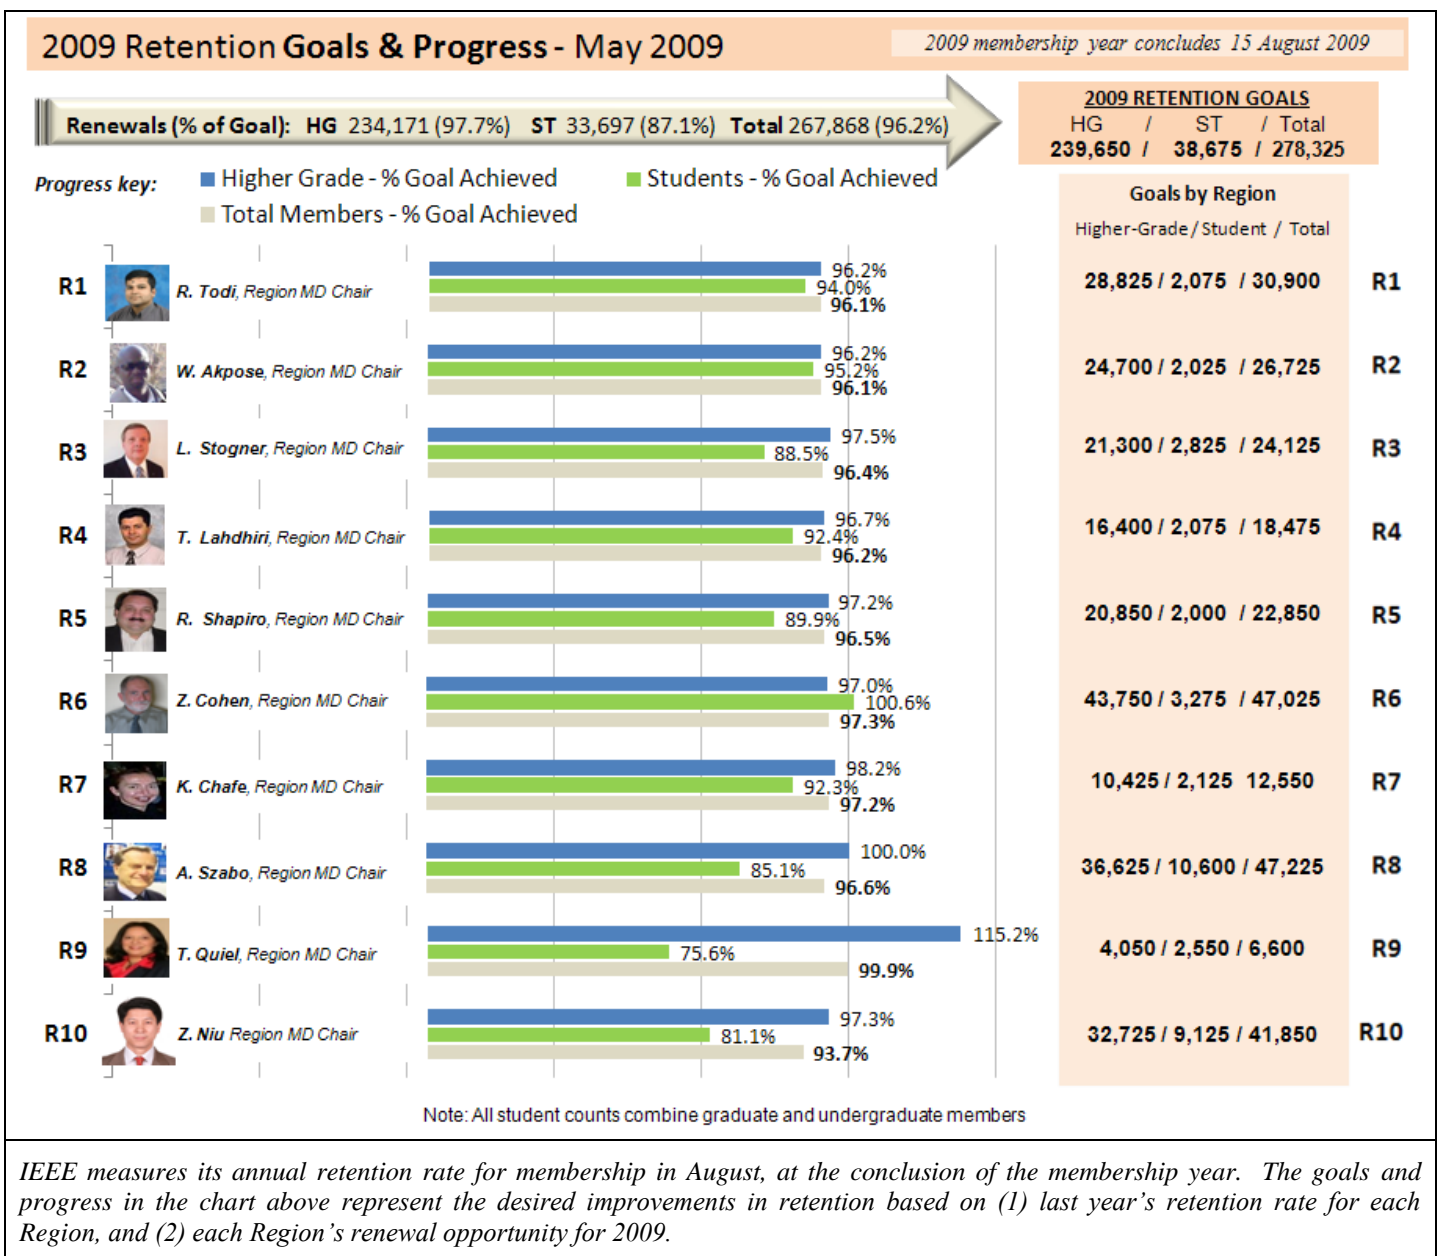 2009 Retention Goals & Progress - May 2009
2009 membership year concludes 15 August 2009
Renewals (% of Goal): HG 234,171 (97.7%) ST 33,697 (87.1%) Total 267,868 (96.2%)
2009 RETENTION GOALS
HG / ST / Total
239,650 / 38,675 / 278,325
Progress key:
Higher Grade - % Goal Achieved
Students - % Goal Achieved
Total Members - % Goal Achieved
Goals by Region
Higher-Grade / Student / Total
R1
R. Todi, Region MD Chair
96.2%
94.0%
96.1%
28,825 / 2,075 / 30,900
R1
R2
W. Akpose, Region MD Chair
96.2%
95.2%
96.1%
24,700 / 2,025 / 26,725
R2
R3
L. Stogner, Region MD Chair
97.5%
88.5%
96.4%
21,300 / 2,825 / 24,125
R3
R4
T. Lahdhiri, Region MD Chair
96.7%
92.4%
96.2%
16,400 / 2,075 / 18,475
R4
R5
R. Shapiro, Region MD Chair
97.2%
89.9%
96.5%
20,850 / 2,000 / 22,850
R5
R6
Z. Cohen, Region MD Chair
97.0%
100.6%
97.3%
43,750 / 3,275 / 47,025
R6
R7
K. Chafe, Region MD Chair
98.2%
92.3%
97.2%
10,425 / 2,125 12,550
R7
R8
A. Szabo, Region MD Chair
100.0%
85.1%
96.6%
36,625 / 10,600 / 47,225
R8
R9
T. Quiel, Region MD Chair
115.2%
75.6%
99.9%
4,050 / 2,550 / 6,600
R9
R10
Z. Niu Region MD Chair
97.3%
81.1%
93.7%
32,725 / 9,125 / 41,850
R10
Note: All student counts combine graduate and undergraduate members
IEEE measures its annual retention rate for membership in August, at the conclusion of the membership year. The goals and
progress in the chart above represent the desired improvements in retention based on (1) last year's retention rate for each
Region, and (2) each Region's renewal opportunity for 2009.